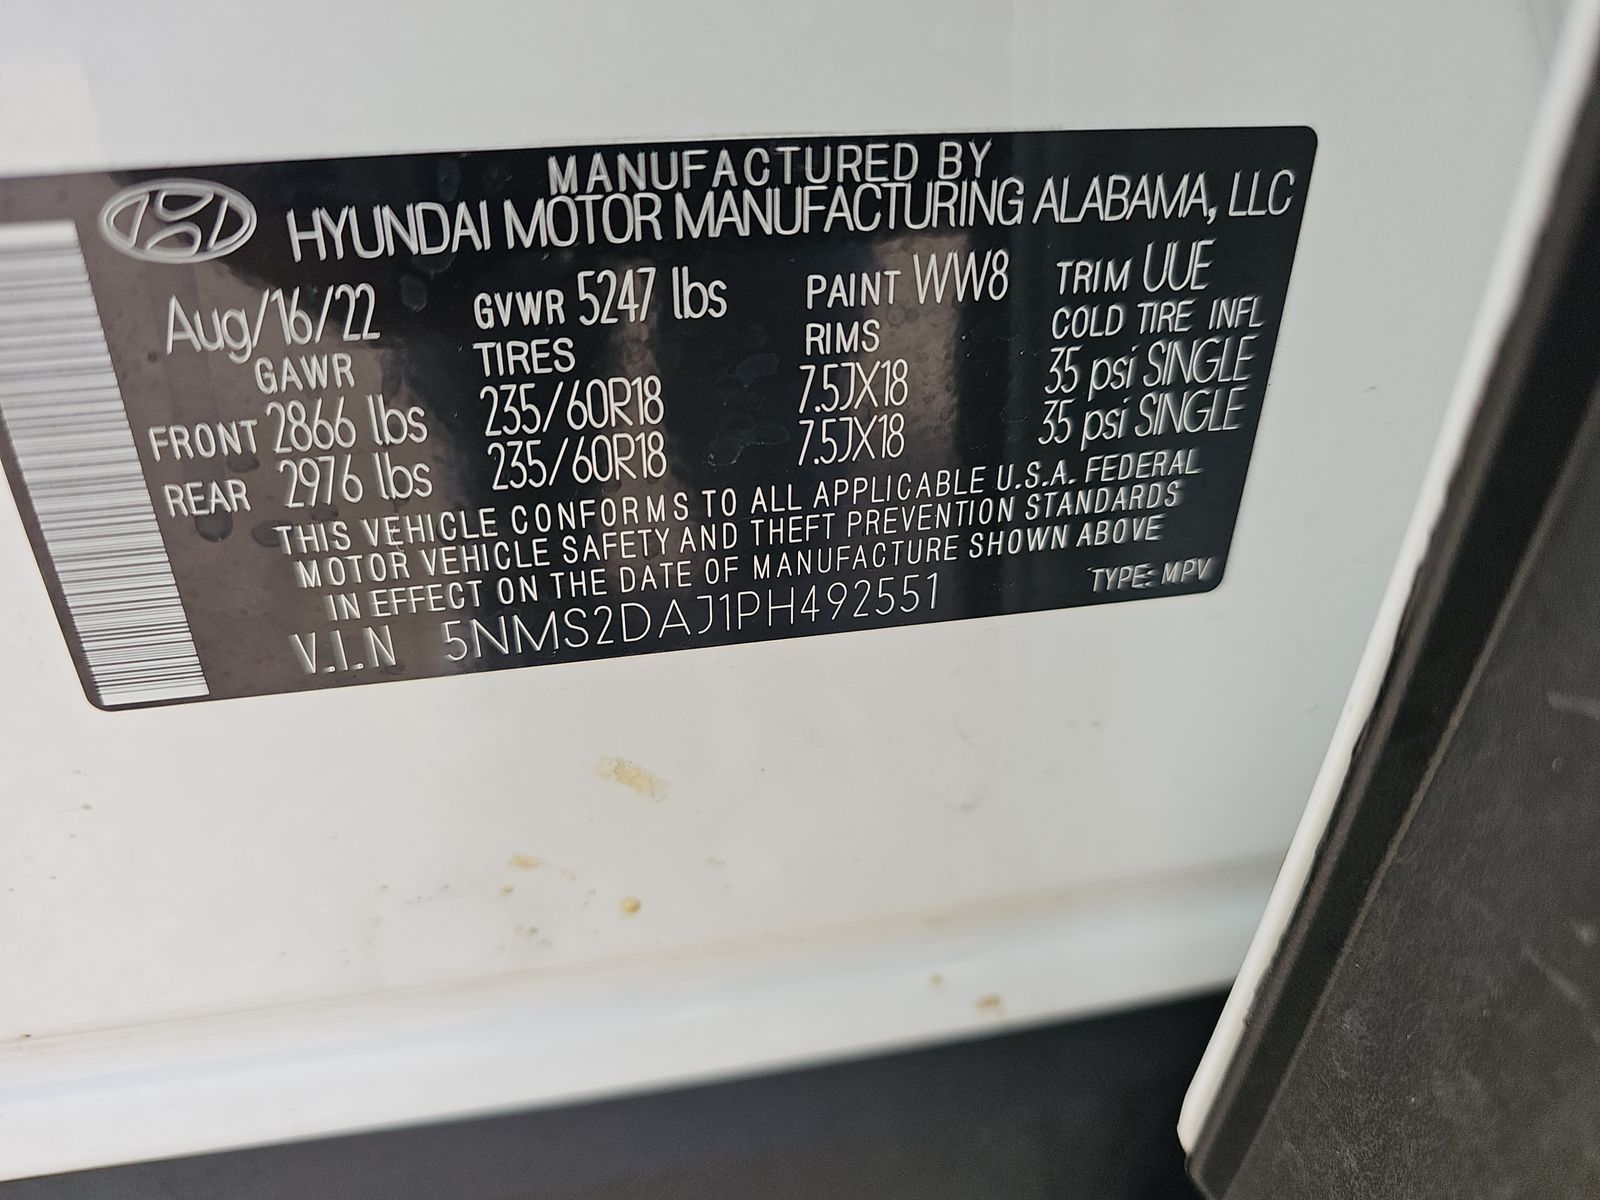 MANUFACTURED BY
HYUNDAI MOTOR MANUFACTURING ALABAMA, LLC
Aug/16/22 GVWR 5247 lbs PAINT WW8 TRIM UUE
GAWR TIRES RIMS COLD TIRE INFL
FRONT 2866 lbs 235/60R18 7.5JX18 35 psi SINGLE
REAR 2976 lbs 235/60R18 7.5JX18 35 psi SINGLE
THIS VEHICLE CONFORMS TO ALL APPLICABLE U.S.A. FEDERAL
MOTOR VEHICLE SAFETY AND THEFT PREVENTION STANDARDS
IN EFFECT ON THE DATE OF MANUFACTURE SHOWN ABOVE
V.I.N 5NMS2DAJ1PH492551 TYPE: MPV